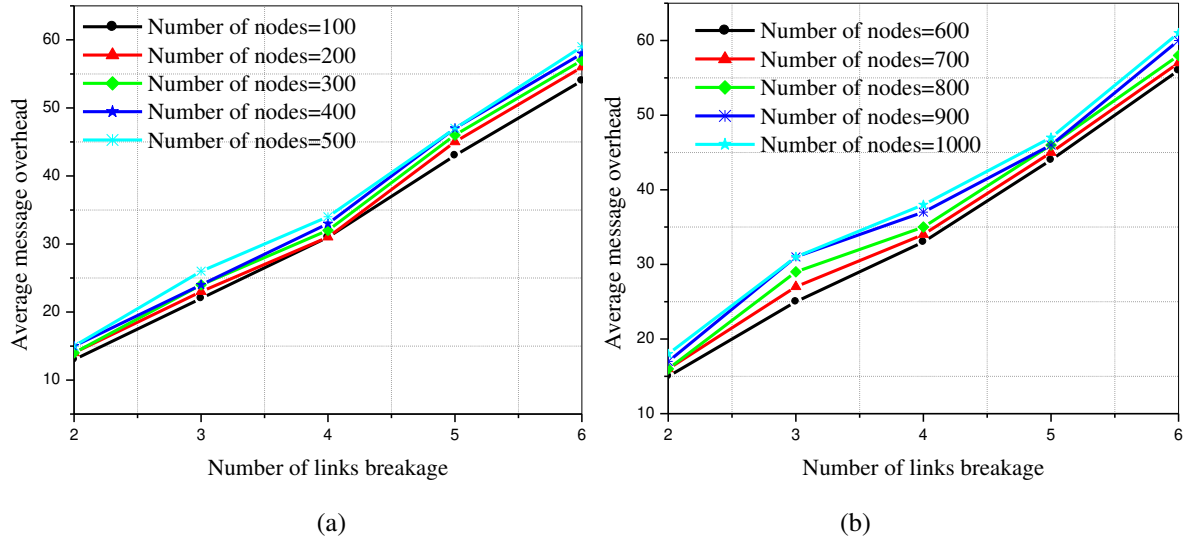 Number of nodes=100
Number of nodes=200
Number of nodes=300
Number of nodes=400
Number of nodes=500
60
50
40
30
20
10
Average message overhead
2 3 4 5 6
Number of links breakage
(a)
Number of nodes=600
Number of nodes=700
Number of nodes=800
Number of nodes=900
Number of nodes=1000
60
50
40
30
20
10
Average message overhead
2 3 4 5 6
Number of links breakage
(b)